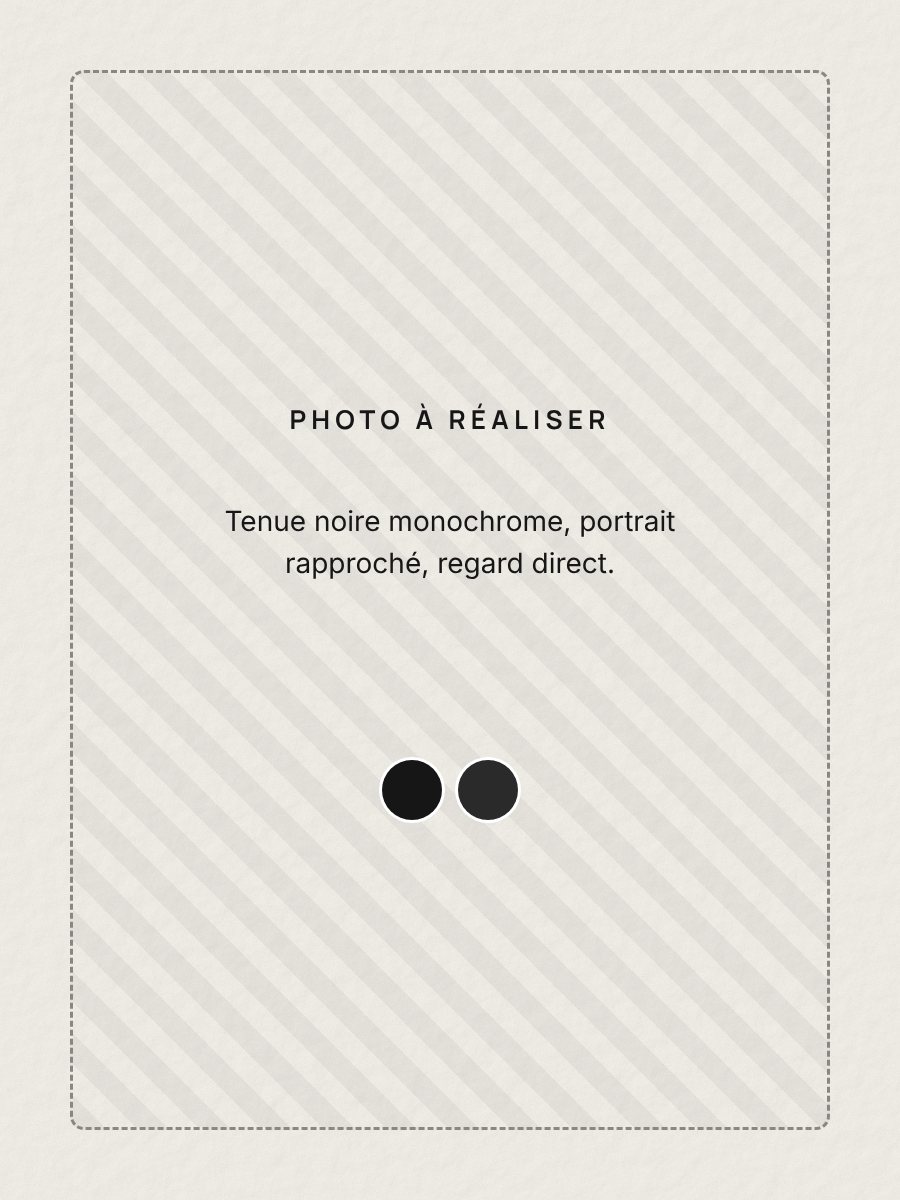 PHOTO À RÉALISER
Tenue noire monochrome, portrait
rapproché, regard direct.